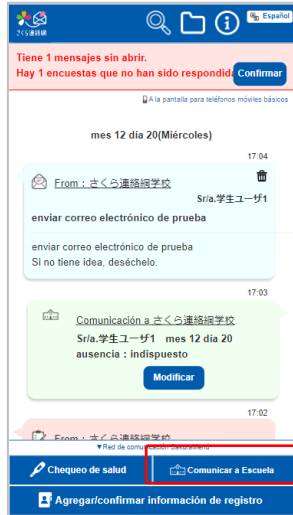 さくら連絡網
Español
Tiene 1 mensajes sin abrir.
Hay 1 encuestas que no han sido respondid
Confirmar
A la pantalla para teléfonos móviles básicos
mes 12 dia 20(Miércoles)
17:04
From：さくら連絡網学校
Sr/a.学生ユーザ1
enviar correo electrónico de prueba
enviar correo electrónico de prueba
Si no tiene idea, deséchelo.
17:03
Comunicación a さくら連絡網学校
Sr/a.学生ユーザ1 mes 12 dia 20
ausencia：indispuesto
Modificar
17:02
From：さくら連絡網学校
▼Red de comunicación SakuraMenú
Chequeo de salud
Comunicar a Escuela
Agregar/confirmar información de registro